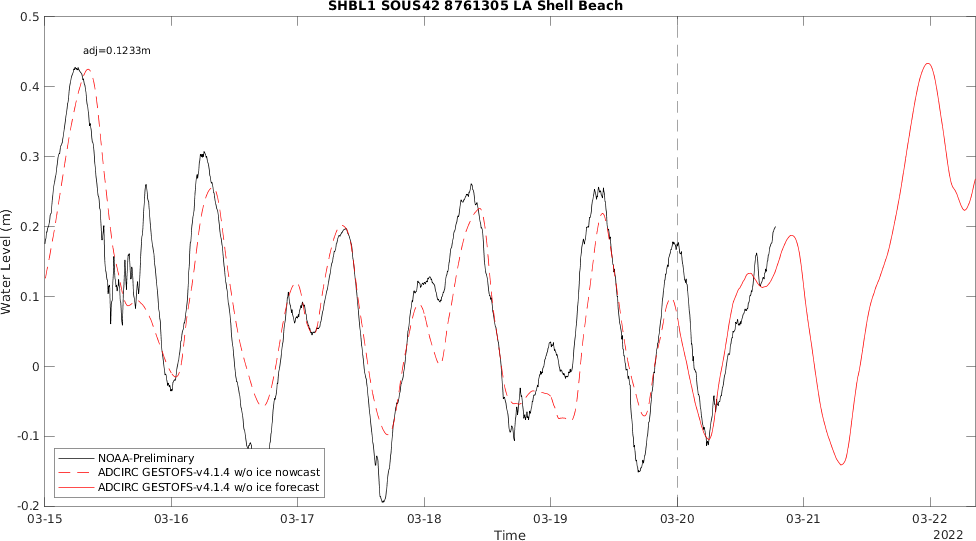 SHBL1 SOUS42 8761305 LA Shell Beach
adj=0.1233m
0.5
0.4
0.3
0.2
0.1
0
-0.1
-0.2
Water Level (m)
NOAA-Preliminary
ADCIRC GESTOFS-v4.1.4 w/o ice nowcast
ADCIRC GESTOFS-v4.1.4 w/o ice forecast
03-15 03-16 03-17 03-18 03-19 03-20 03-21 03-22
Time
2022